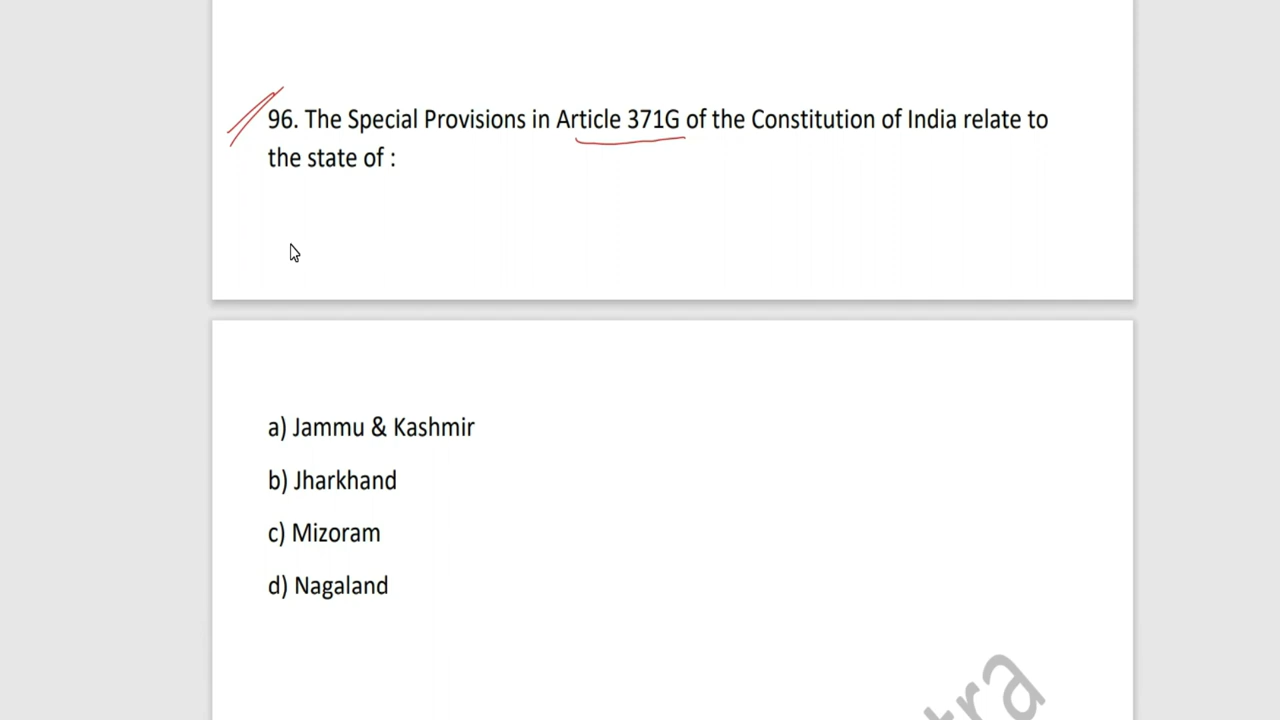 96. The Special Provisions in Article 371G of the Constitution of India relate to
the state of :
a) Jammu & Kashmir
b) Jharkhand
c) Mizoram
d) Nagaland